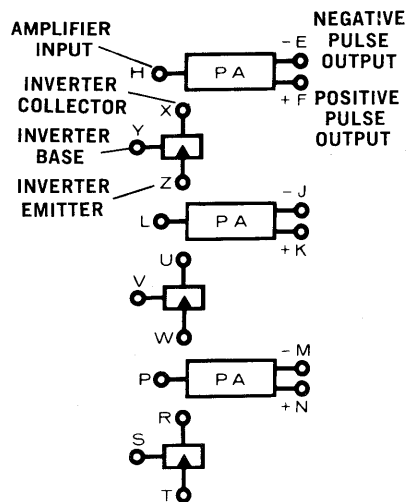 AMPLIFIER
INPUT
H
PA
- E
+ F
NEGATIVE
PULSE
OUTPUT
POSITIVE
PULSE
OUTPUT
INVERTER
COLLECTOR
X
INVERTER
BASE
Y
INVERTER
EMITTER
Z
L
PA
- J
+ K
U
V
W
P
PA
- M
+ N
R
S
T